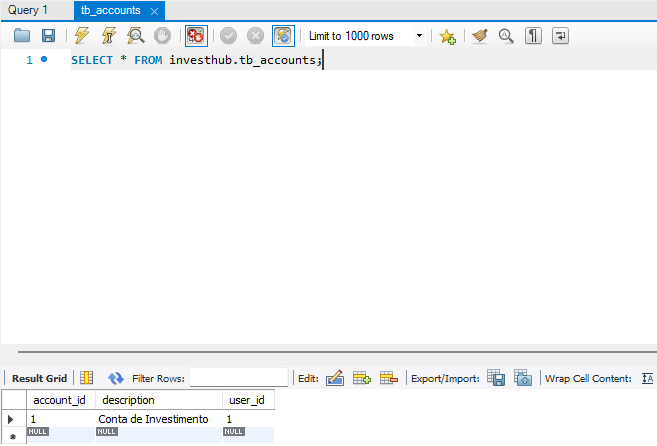 Query 1 tb_accounts
Limit to 1000 rows
1 SELECT * FROM investhub.tb_accounts;
Result Grid Filter Rows: Edit: Export/Import: Wrap Cell Content: IA
account_id description user_id
1 Conta de Investimento 1
NULL NULL NULL